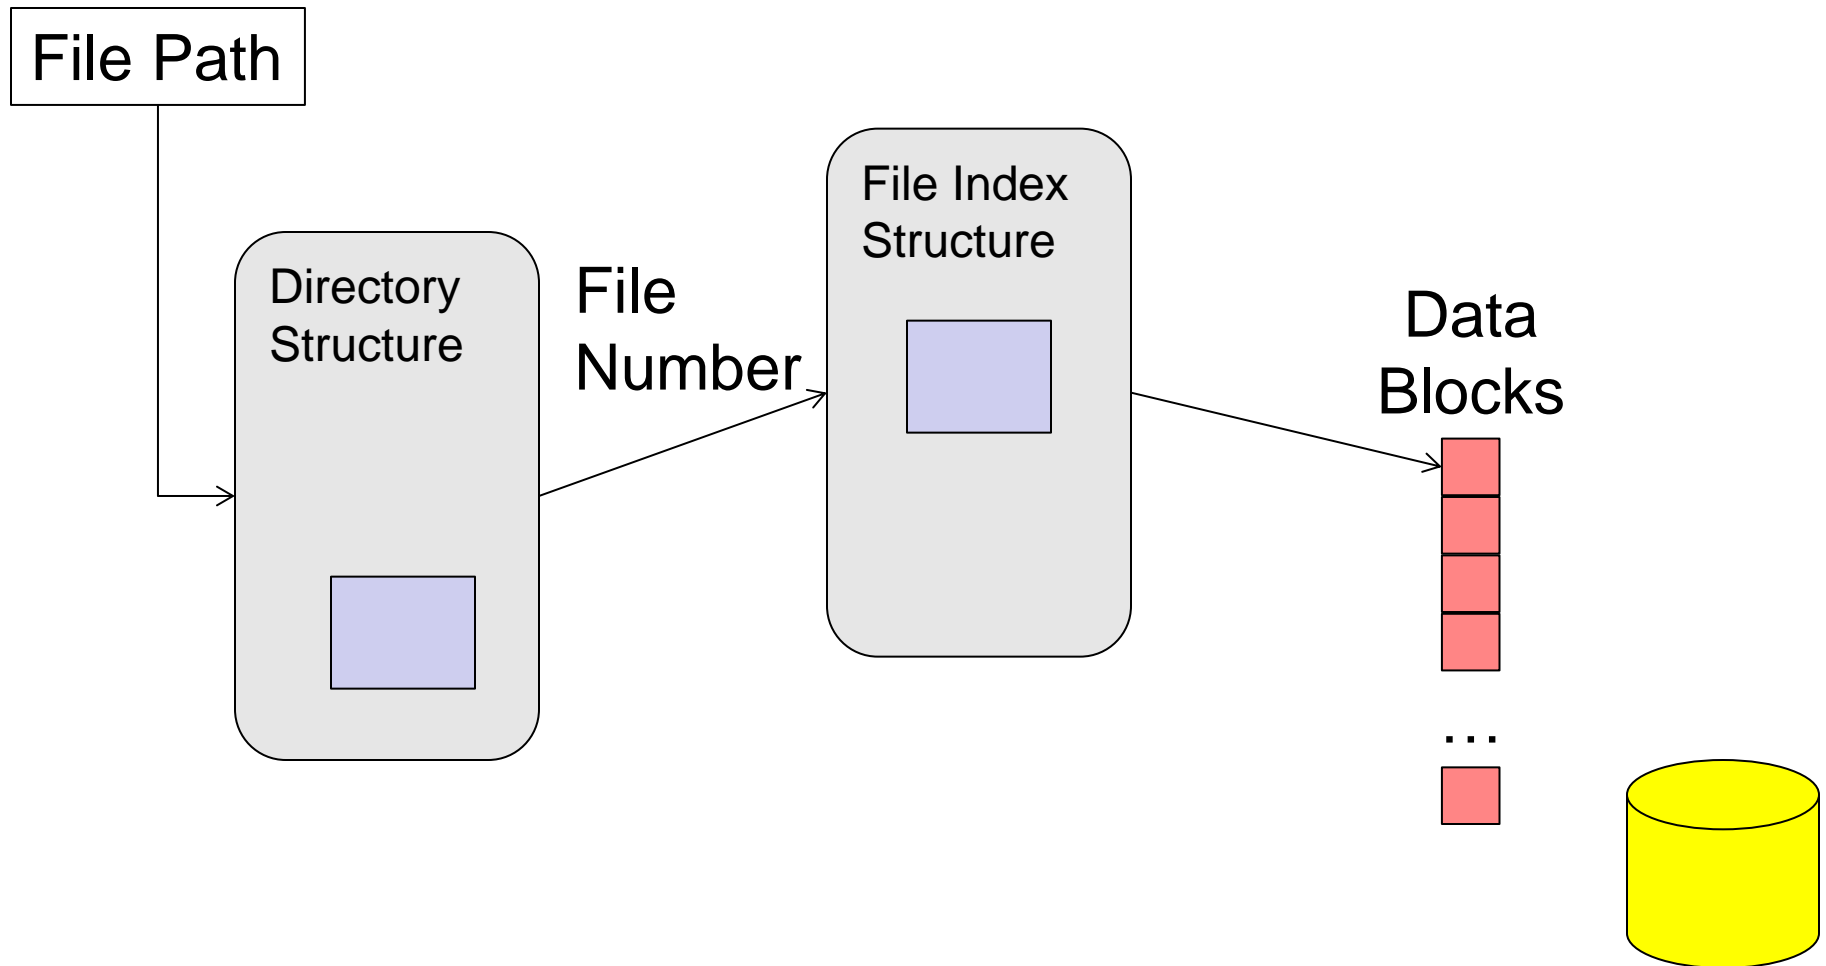 File Path
Directory
Structure
File
Number
File Index
Structure
Data
Blocks
…